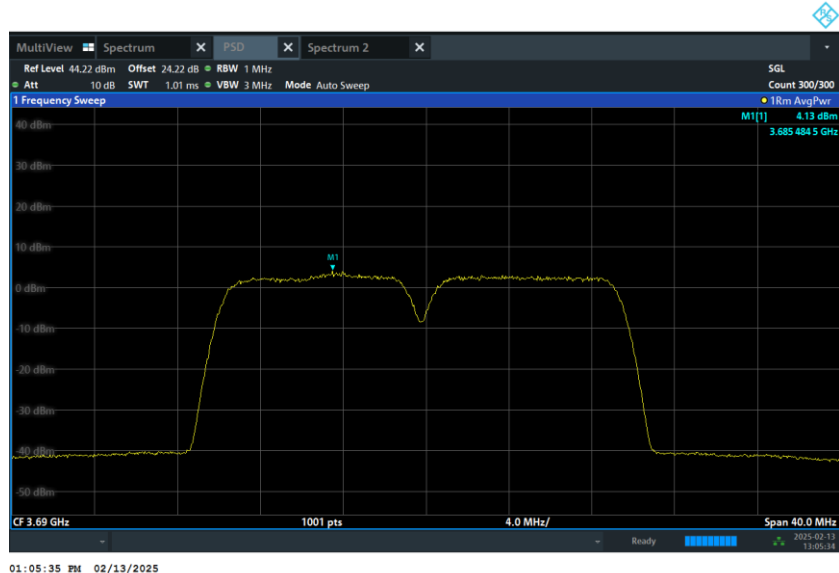 MultiView Spectrum X PSD X Spectrum 2 X
Ref Level 44.22 dBm Offset 24.22 dB RBW 1 MHz SGL
Att 10 dB SWT 1.01 ms VBW 3 MHz Mode Auto Sweep Count 300/300
1 Frequency Sweep 1Rm AvgPwr
M1[1] 4.13 dBm
3.685 484 5 GHz
40 dBm
30 dBm
20 dBm
10 dBm
M1
0 dBm
-10 dBm
-20 dBm
-30 dBm
-40 dBm
-50 dBm
CF 3.69 GHz 1001 pts 4.0 MHz/ Span 40.0 MHz
Ready 2025-02-13
13:05:34
01:05:35 PM 02/13/2025